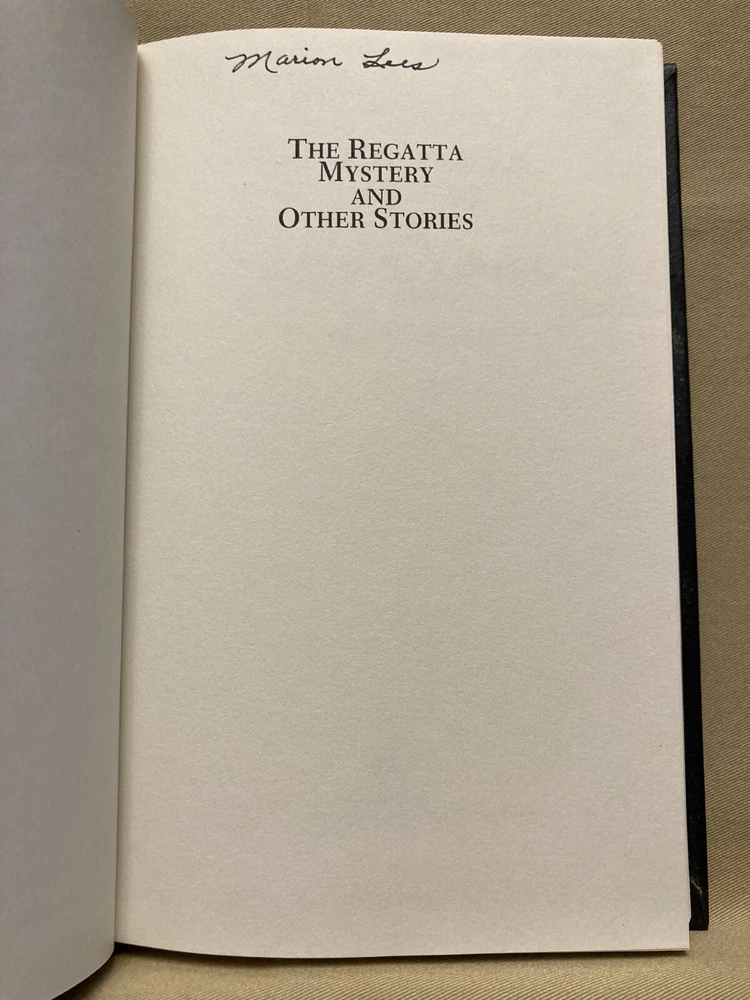 Marion Lees
THE REGATTA
MYSTERY
AND
OTHER STORIES